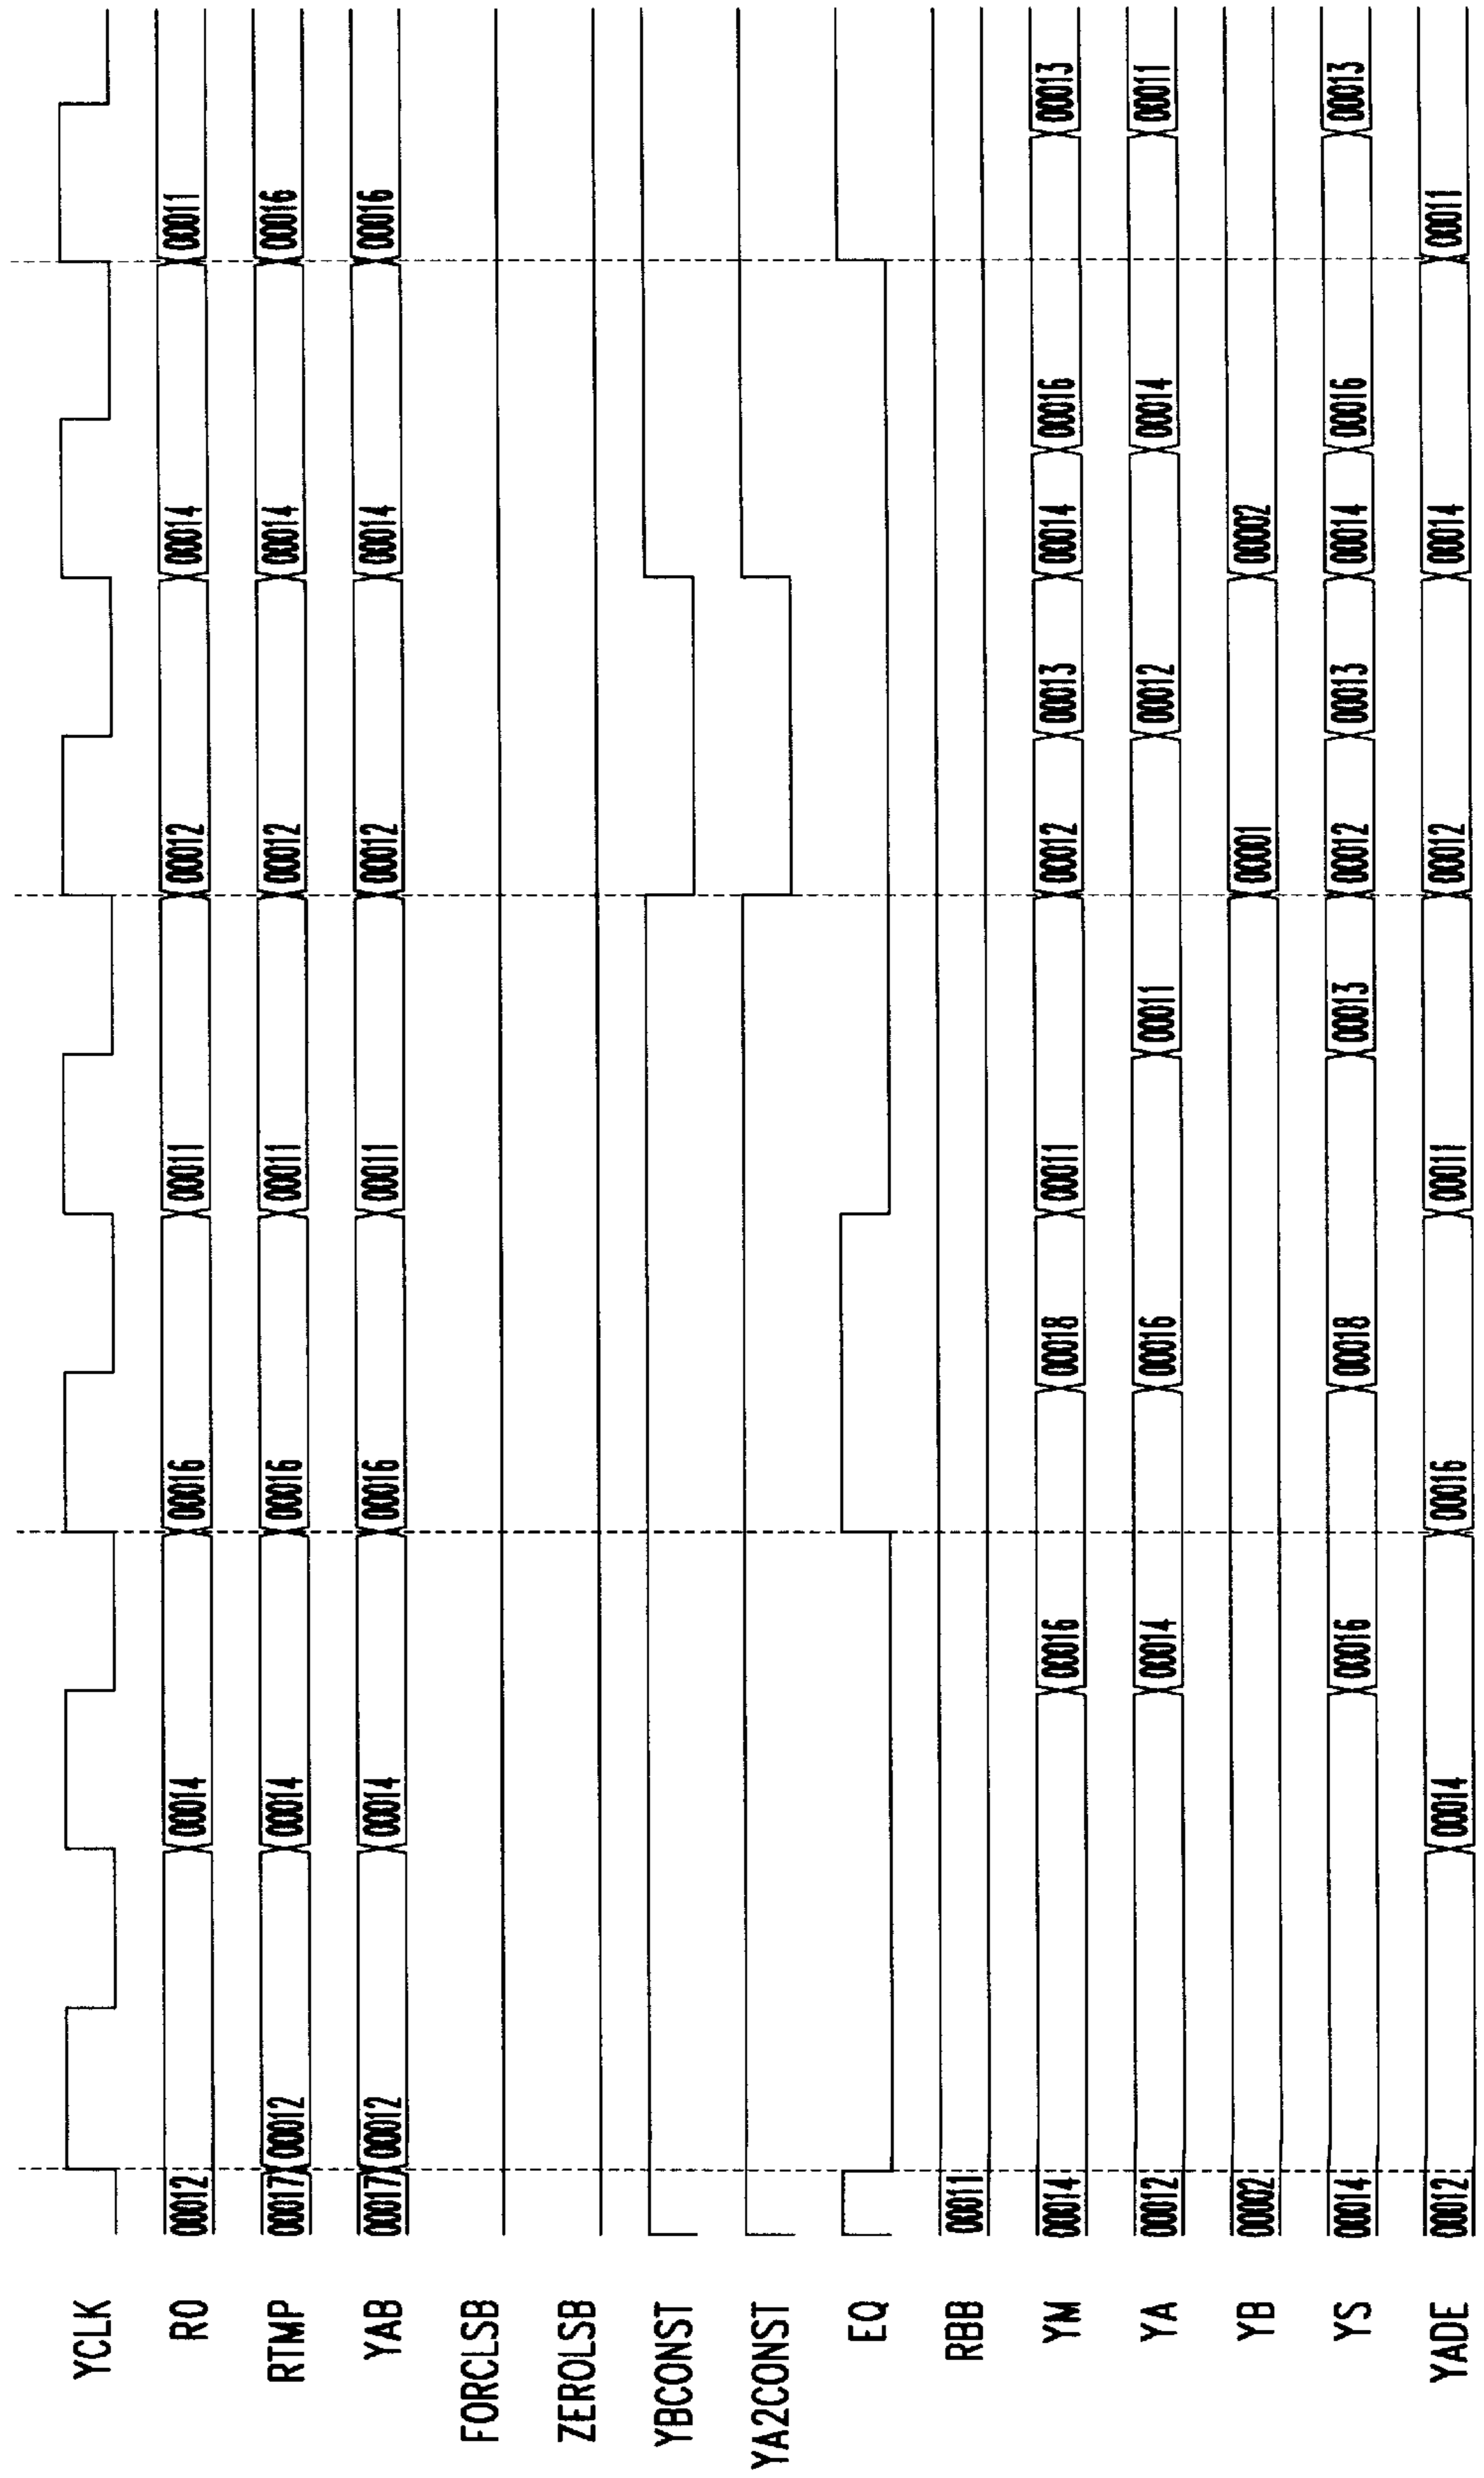 YCLK
R0 00012 00014 00016 00011 00012 00014 00011
RTMP 00017 00012 00014 00016 00011 00012 00014 00016
YAB 00017 00012 00014 00016 00011 00012 00014 00016
FORCLSB
ZEROLSB
YBCONST
YA2CONST
EQ
RBB 00011
YM 00014 00016 00018 00011 00012 00013 00014 00016 00013
YA 00012 00014 00016 00011 00012 00014 00011
YB 00002 00001 00002
YS 00014 00016 00018 00013 00012 00013 00014 00016 00013
YADE 00012 00014 00016 00011 00012 00014 00011